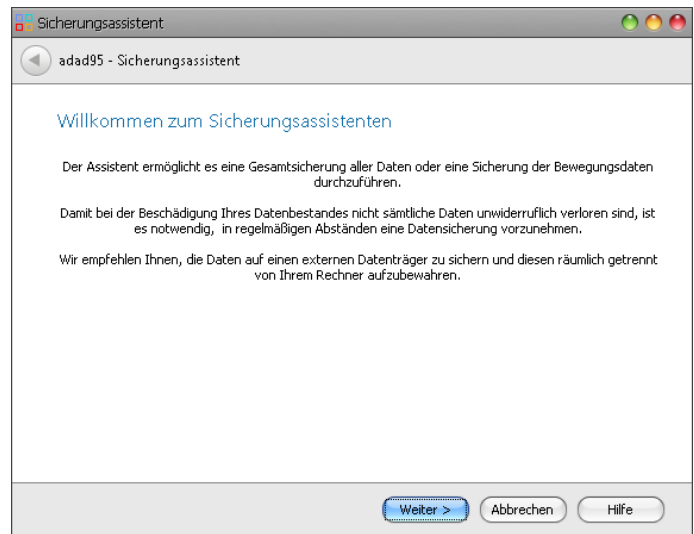 Sicherungsassistent
adad95 - Sicherungsassistent
Willkommen zum Sicherungsassistenten
Der Assistent ermöglicht es eine Gesamtsicherung aller Daten oder eine Sicherung der Bewegungsdaten
durchzuführen.
Damit bei der Beschädigung Ihres Datenbestandes nicht sämtliche Daten unwiderruflich verloren sind, ist
es notwendig, in regelmäßigen Abständen eine Datensicherung vorzunehmen.
Wir empfehlen Ihnen, die Daten auf einen externen Datenträger zu sichern und diesen räumlich getrennt
von Ihrem Rechner aufzubewahren.
Weiter > Abbrechen Hilfe